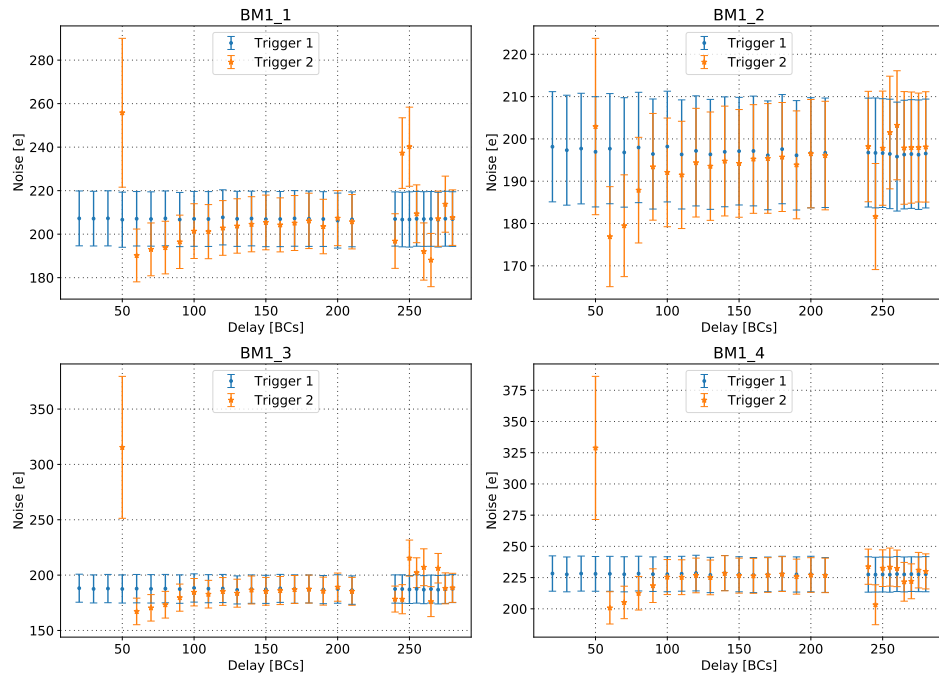 BM1_1
Noise [e]
280
260
240
220
200
180
50
100
150
200
250
Delay [BCs]
Trigger 1
Trigger 2
BM1_2
Noise [e]
220
210
200
190
180
170
50
100
150
200
250
Delay [BCs]
Trigger 1
Trigger 2
BM1_3
Noise [e]
350
300
250
200
150
50
100
150
200
250
Delay [BCs]
Trigger 1
Trigger 2
BM1_4
Noise [e]
375
350
325
300
275
250
225
200
50
100
150
200
250
Delay [BCs]
Trigger 1
Trigger 2